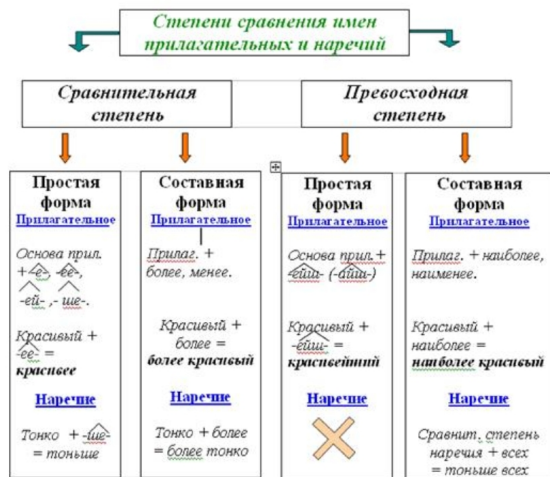 Степени сравнения имен
прилагательных и наречий
Сравнительная
степень
Превосходная
степень
Простая
форма
Прилагательное
Основа прил.
+ -е-, -ее-,
-ей- ,- ше-.
Красивый +
-ее- =
красивее
Наречие
Тонко + -ше-
= тоньше
Составная
форма
Прилагательное
Прилаг. +
более, менее.
Красивый +
более =
более красивый
Наречие
Тонко + более
= более тонко
Простая
форма
Прилагательное
Основа прил.+
-ейш- (-айш-)
Красивый +
-ейш- =
красивейший
Наречие
Составная
форма
Прилагательное
Прилаг. + наиболее,
наименее.
Красивый +
наиболее =
наиболее красивый
Наречие
Сравнит. степень
наречия + всех
= тоньше всех